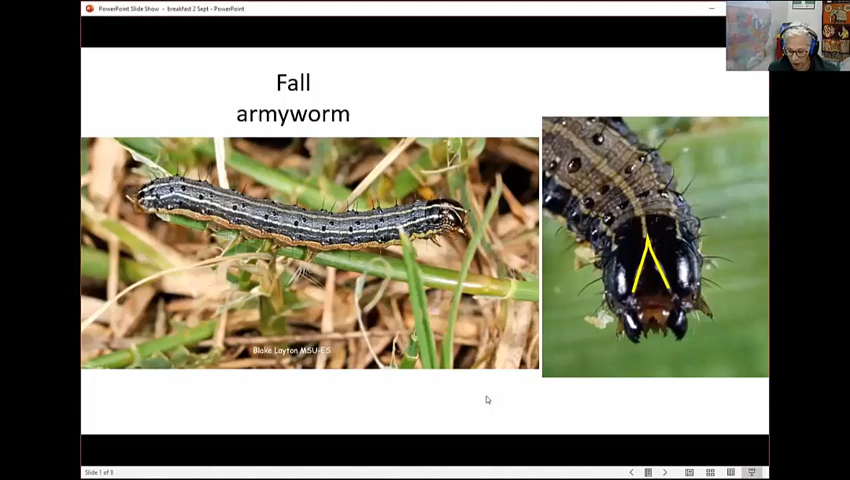 PowerPoint Slide Show - breakfast 2 Sept - PowerPoint
Fall
armyworm
Blake Layton MSU-ES
Slide 1 of 8